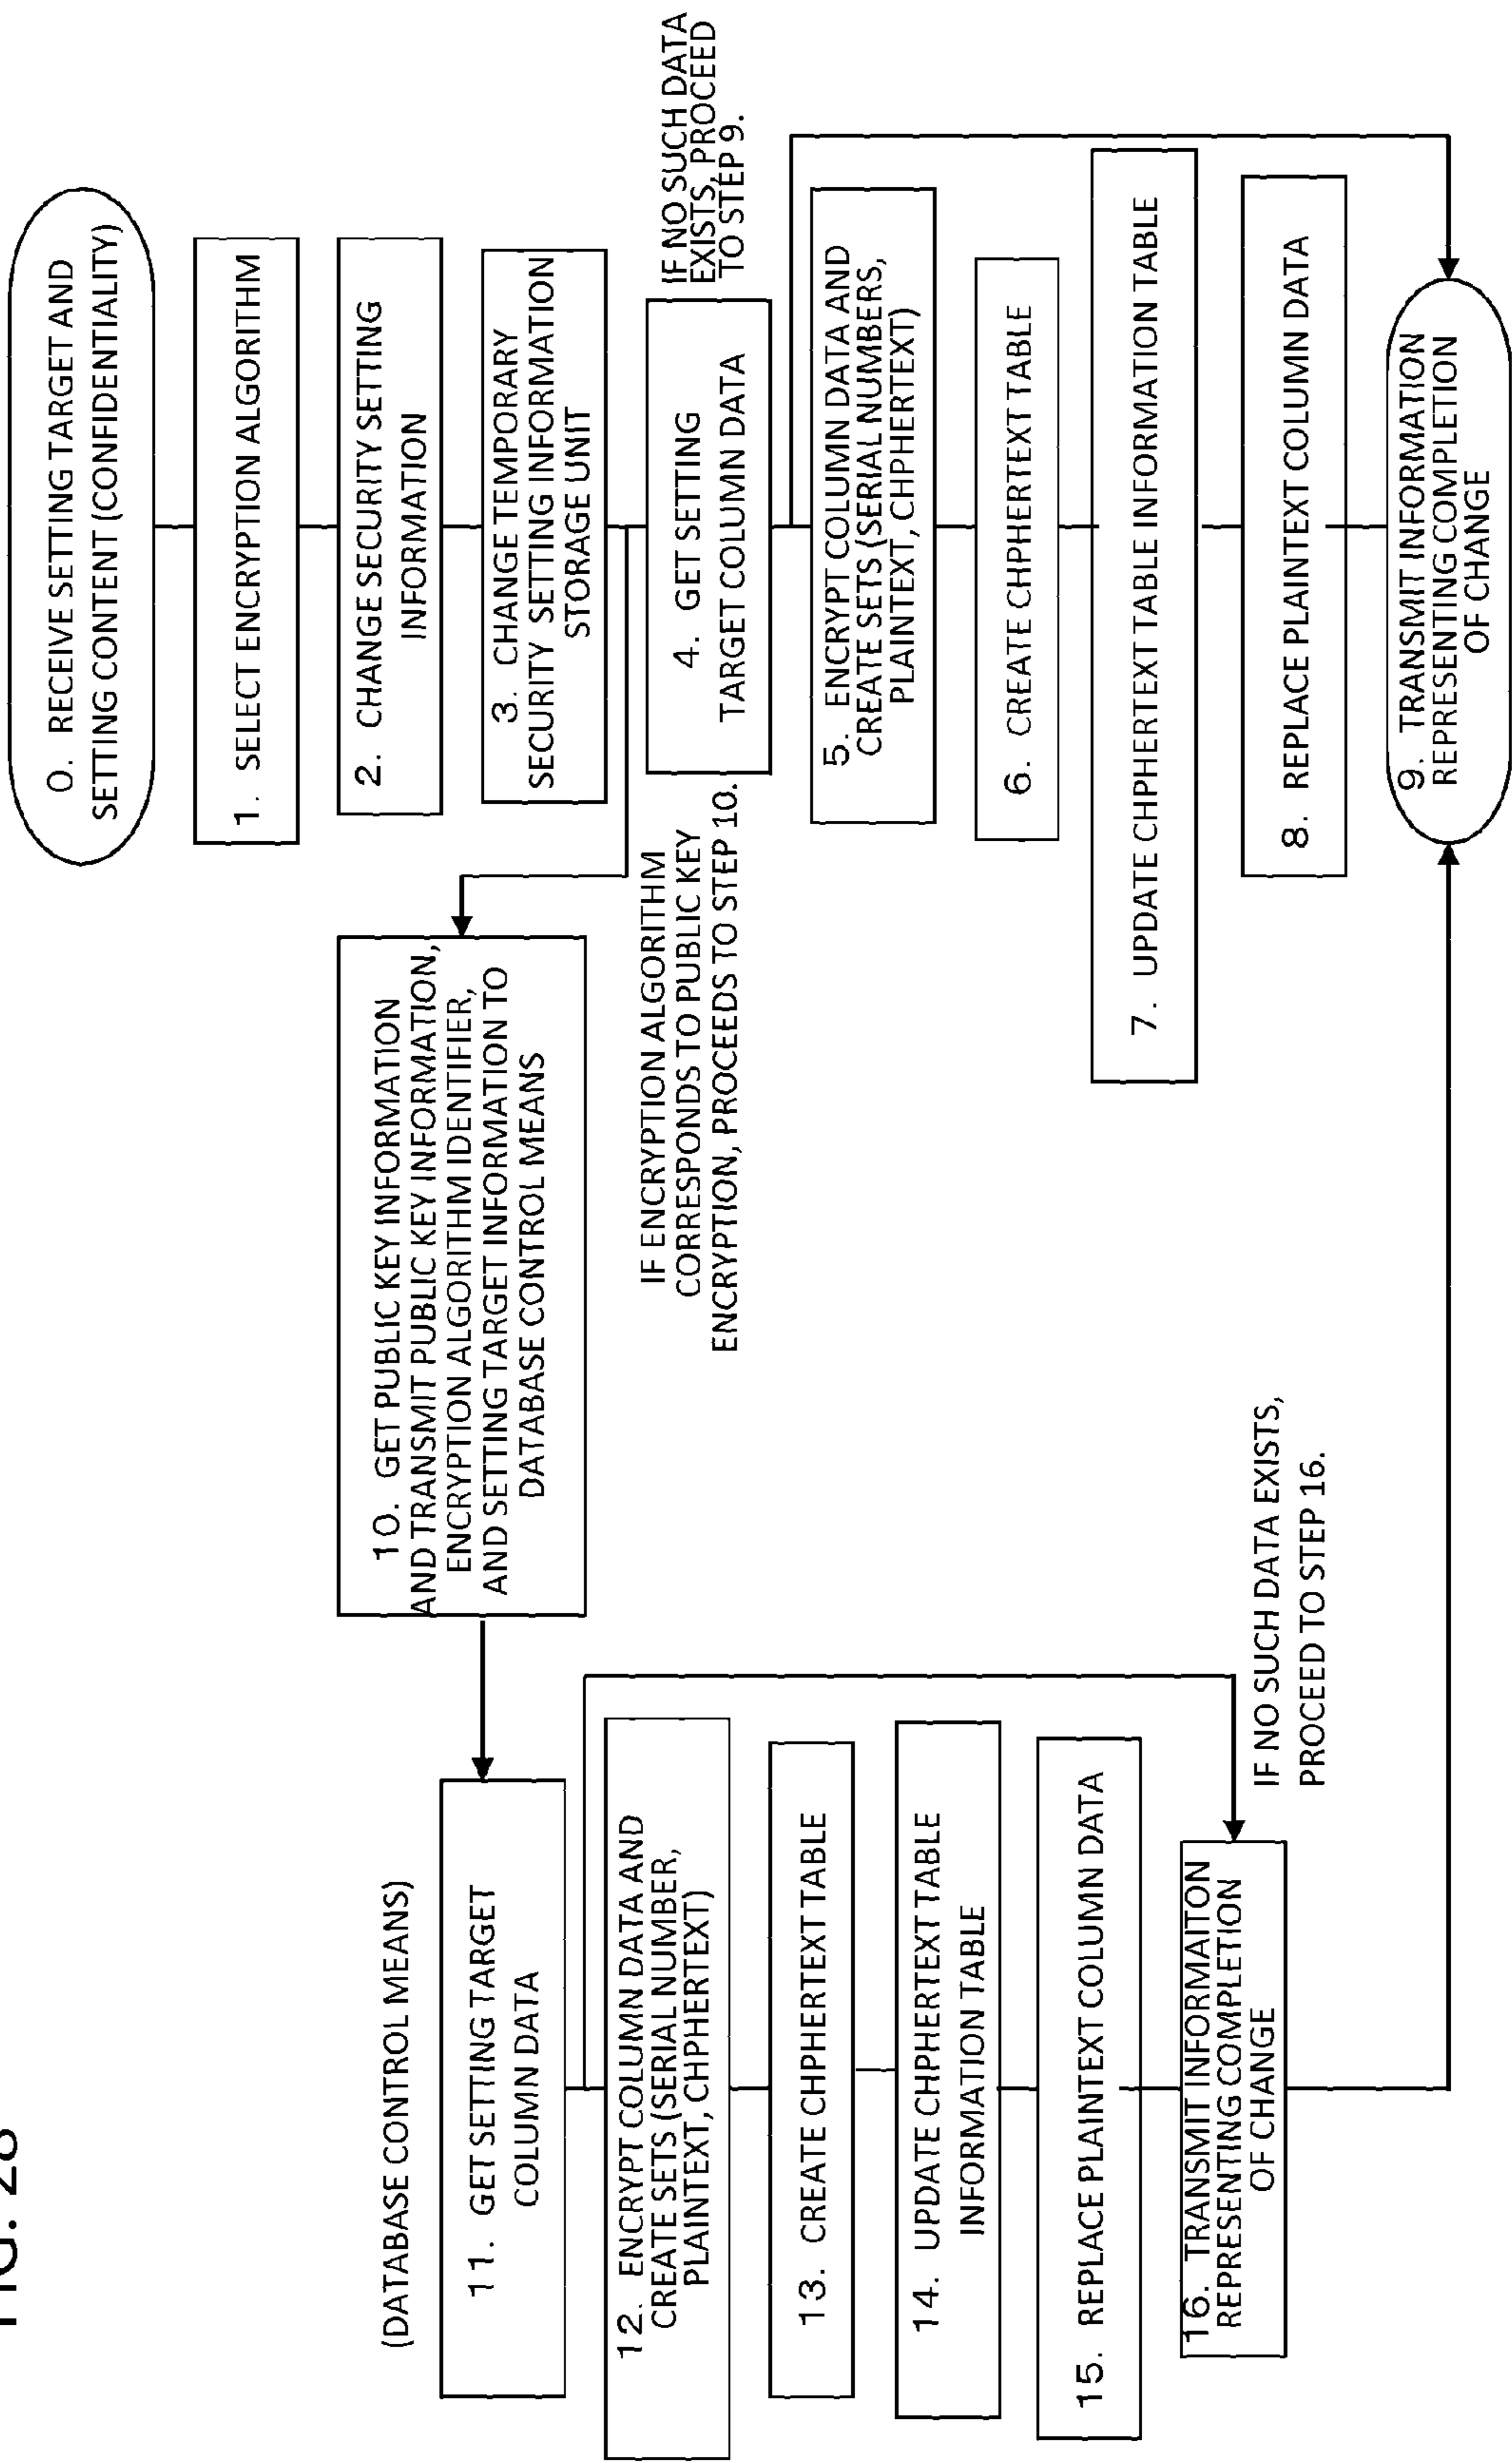 FIG. 28
0. RECEIVE SETTING TARGET AND
SETTING CONTENT (CONFIDENTIALITY)
1. SELECT ENCRYPTION ALGORITHM
2. CHANGE SECURITY SETTING
INFORMATION
3. CHANGE TEMPORARY
SECURITY SETTING INFORMATION
STORAGE UNIT
4. GET SETTING
TARGET COLUMN DATA
IF NO SUCH DATA
EXISTS, PROCEED
TO STEP 9.
5. ENCRYPT COLUMN DATA AND
CREATE SETS (SERIAL NUMBERS,
PLAINTEXT, CHPHERTEXT)
6. CREATE CHPHERTEXT TABLE
7. UPDATE CHPHERTEXT TABLE INFORMATION TABLE
8. REPLACE PLAINTEXT COLUMN DATA
9. TRANSMIT INFORMATION
REPRESENTING COMPLETION
OF CHANGE
IF ENCRYPTION ALGORITHM
CORRESPONDS TO PUBLIC KEY
ENCRYPTION, PROCEEDS TO STEP 10.
10. GET PUBLIC KEY INFORMATION
AND TRANSMIT PUBLIC KEY INFORMATION,
ENCRYPTION ALGORITHM IDENTIFIER,
AND SETTING TARGET INFORMATION TO
DATABASE CONTROL MEANS
(DATABASE CONTROL MEANS)
11. GET SETTING TARGET
COLUMN DATA
12. ENCRYPT COLUMN DATA AND
CREATE SETS (SERIAL NUMBER,
PLAINTEXT, CHPHERTEXT)
13. CREATE CHPHERTEXT TABLE
14. UPDATE CHPHERTEXT TABLE
INFORMATION TABLE
15. REPLACE PLAINTEXT COLUMN DATA
16. TRANSMIT INFORMAITON
REPRESENTING COMPLETION
OF CHANGE
IF NO SUCH DATA EXISTS,
PROCEED TO STEP 16.